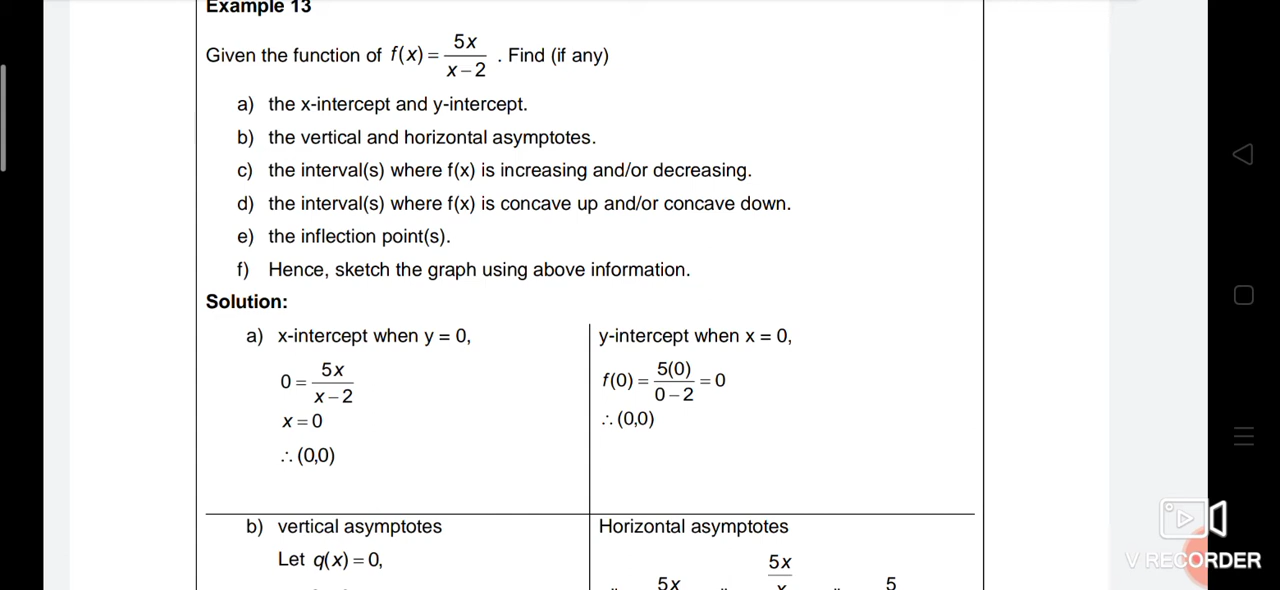 Example 13
Given the function of f(x) = 5x / x – 2 . Find (if any)
a) the x-intercept and y-intercept.
b) the vertical and horizontal asymptotes.
c) the interval(s) where f(x) is increasing and/or decreasing.
d) the interval(s) where f(x) is concave up and/or concave down.
e) the inflection point(s).
f) Hence, sketch the graph using above information.
Solution:
a) x-intercept when y = 0,
0 = 5x / x – 2
x = 0
∴ (0,0)
y-intercept when x = 0,
f(0) = 5(0) / 0 – 2 = 0
∴ (0,0)
b) vertical asymptotes
Let q(x) = 0,
Horizontal asymptotes
5x
5x
5
V RECORDER